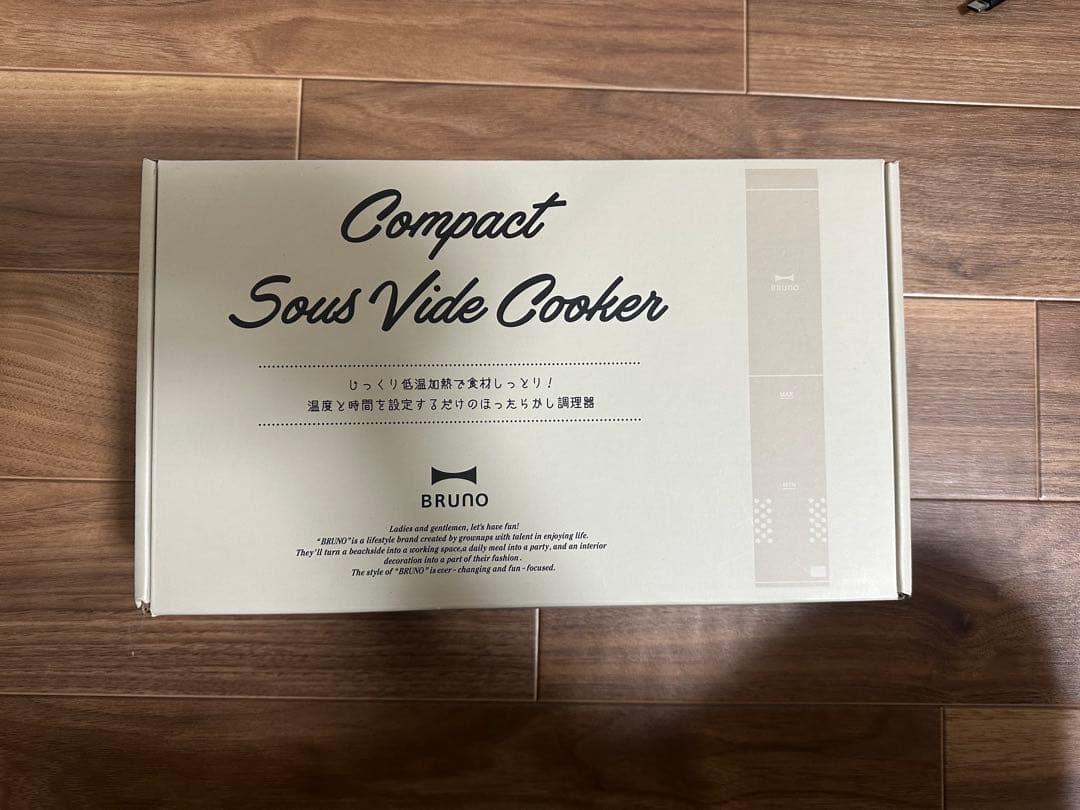 Compact
Sous Vide Cooker
じっくり低温加熱で食材しっとり！
温度と時間を設定するだけのほったらかし調理器
BRUNO
Ladies and gentlemen, let's have fun!
"BRUNO" is a lifestyle brand created by grownups with talent in enjoying life.
They'll turn a beachside into a working space,a daily meal into a party, and an interior
decoration into a part of their fashion.
The style of "BRUNO" is ever - changing and fun - focused.
BRUNO
MAX
MIN